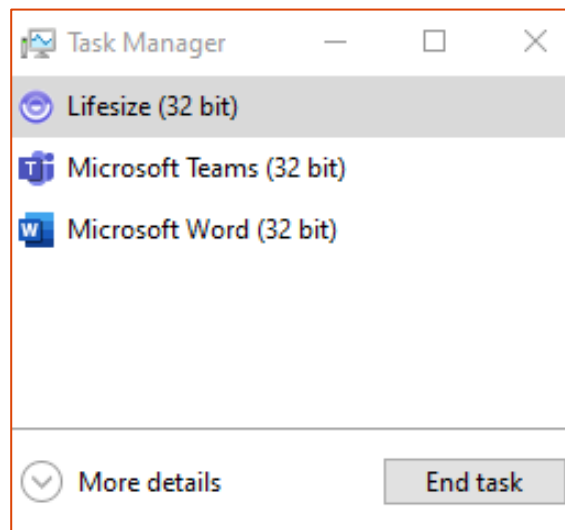 Task Manager
Lifesize (32 bit)
Microsoft Teams (32 bit)
Microsoft Word (32 bit)
More details
End task